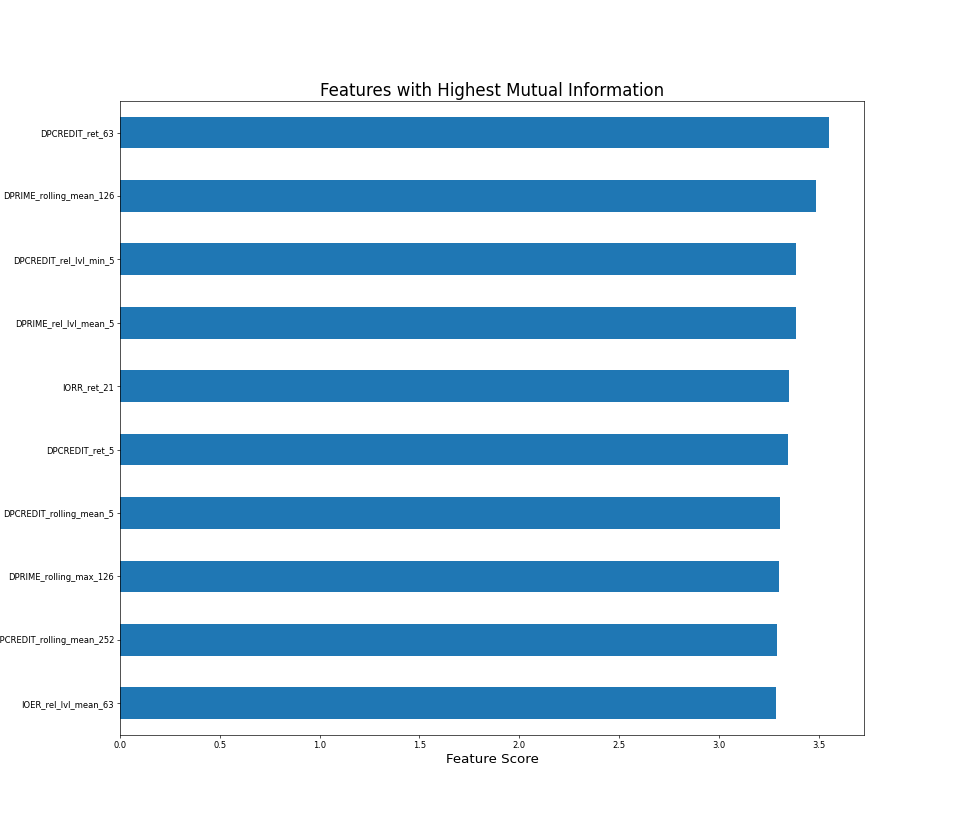 Features with Highest Mutual Information
DPCREDIT_ret_63
DPRIME_rolling_mean_126
DPCREDIT_rel_lvl_min_5
DPRIME_rel_lvl_mean_5
IORR_ret_21
DPCREDIT_ret_5
DPCREDIT_rolling_mean_5
DPRIME_rolling_max_126
PCREDIT_rolling_mean_252
IOER_rel_lvl_mean_63
0.0 0.5 1.0 1.5 2.0 2.5 3.0 3.5
Feature Score